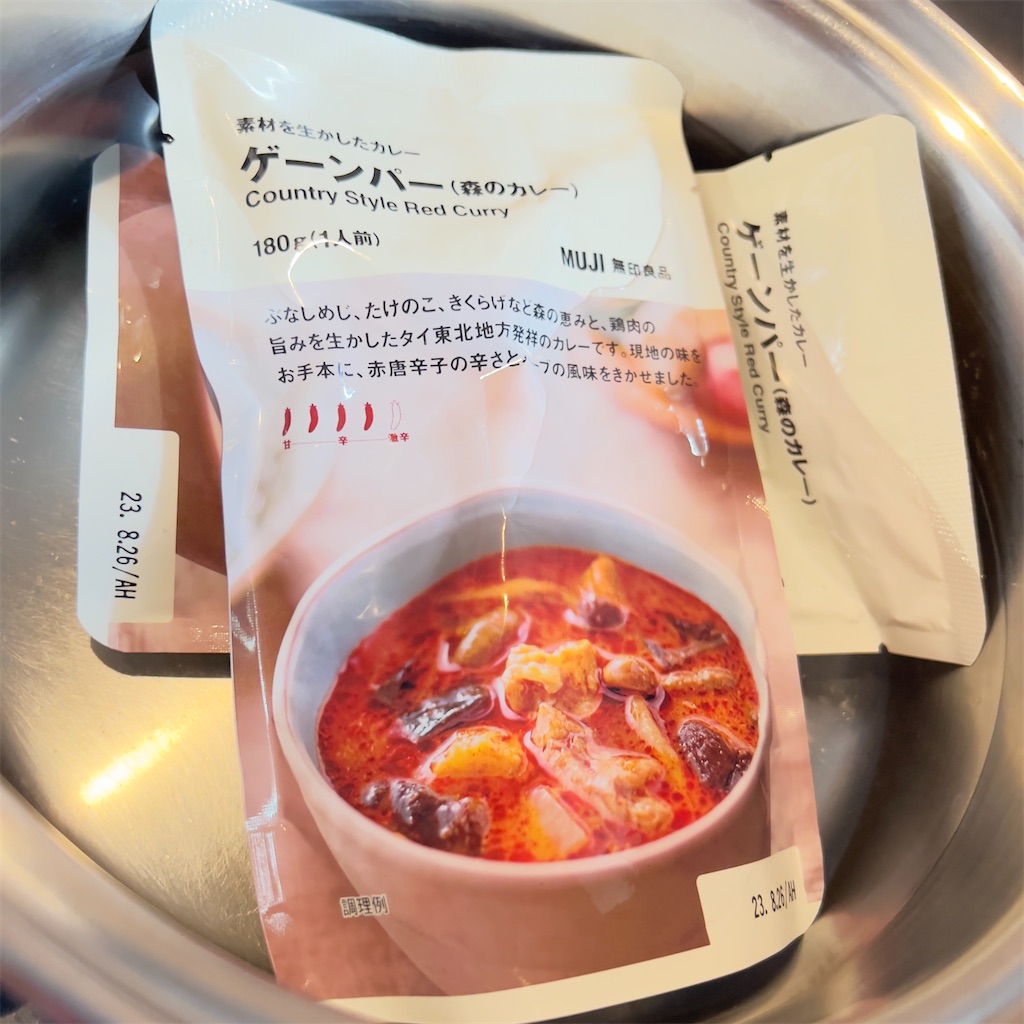 素材を生かしたカレー
ゲーンパー(森のカレー)
Country Style Red Curry
180g(1人前)
MUJI 無印良品
ぶなしめじ、たけのこ、きくらげなど森の恵みと、鶏肉の
旨みを生かしたタイ東北地方発祥のカレーです。現地の味を
お手本に、赤唐辛子の辛さと ブの風味をきかせました。
甘 辛 激辛
調理例
23. 8.26/AH
23. 8.26/AH
素材を生かしたカレー
ゲーンパー(森のカレー)
Country Style Red Curry